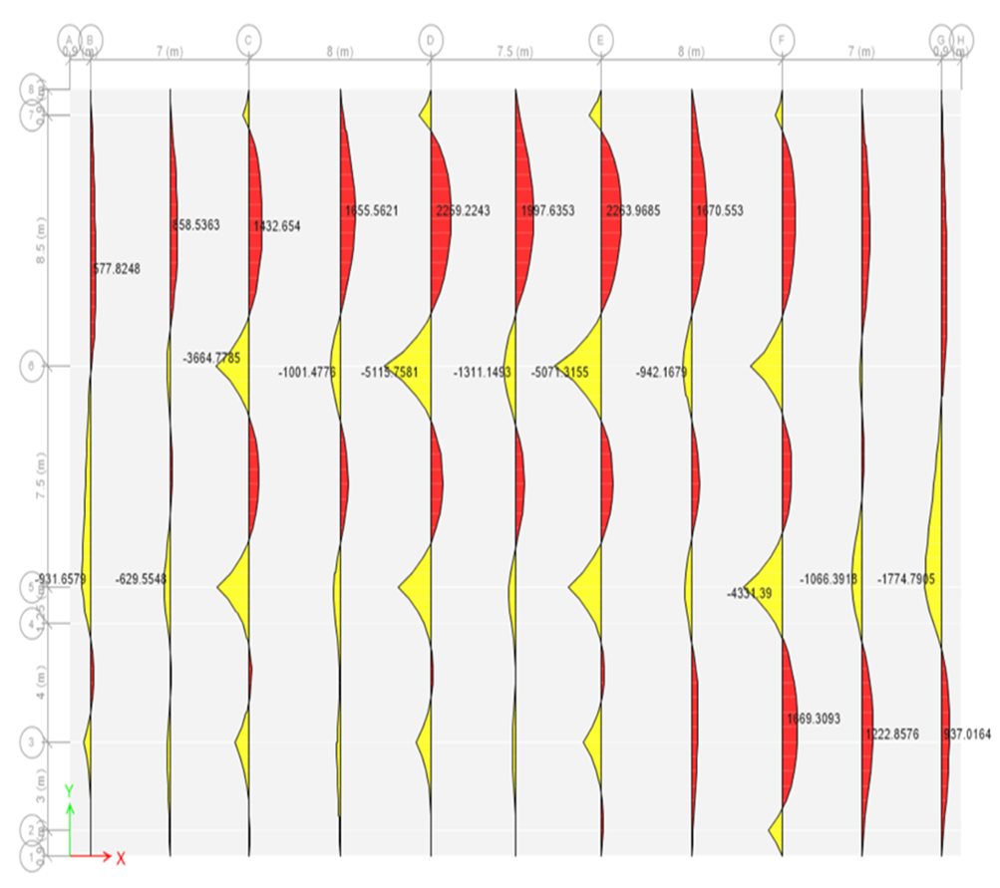 A B C D E F G H
0.9 (m) 7 (m) 8 (m) 7.5 (m) 8 (m) 7 (m) 0.9 (m)
8
7
1655.5621 2259.2243 1997.6353 2263.9685 1670.553
858.5363 1432.654
8.5 (m)
577.8248
-3664.7785
6
-1001.4776 -5115.7581 -1311.1493 -5071.3155 -942.1679
7.5 (m)
-931.6579 -629.5548 -1066.3918 -1774.7905
5
-4331.39
4
4 (m)
1669.3093
1222.8576 937.0164
3
3 (m)
Y
2
1
X